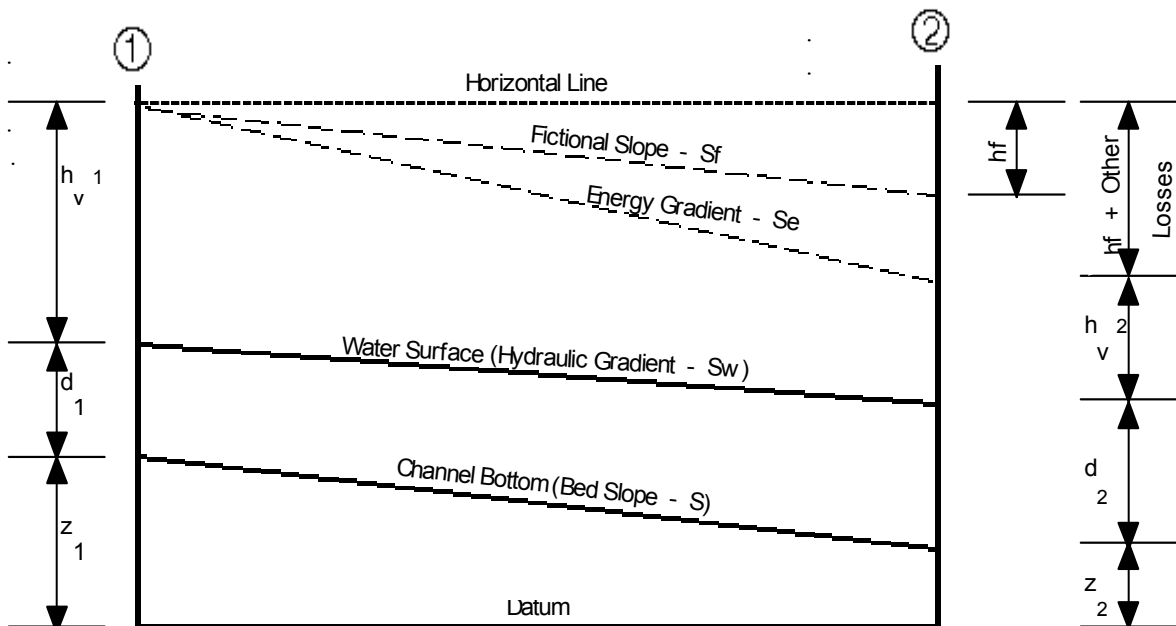 1
2
Horizontal Line
Fictional Slope - Sf
Energy Gradient - Se
Water Surface (Hydraulic Gradient - Sw)
Channel Bottom (Bed Slope - S)
Datum
h v 1
d 1
z 1
hf
hf + Other
Losses
h v 2
d 2
z 2